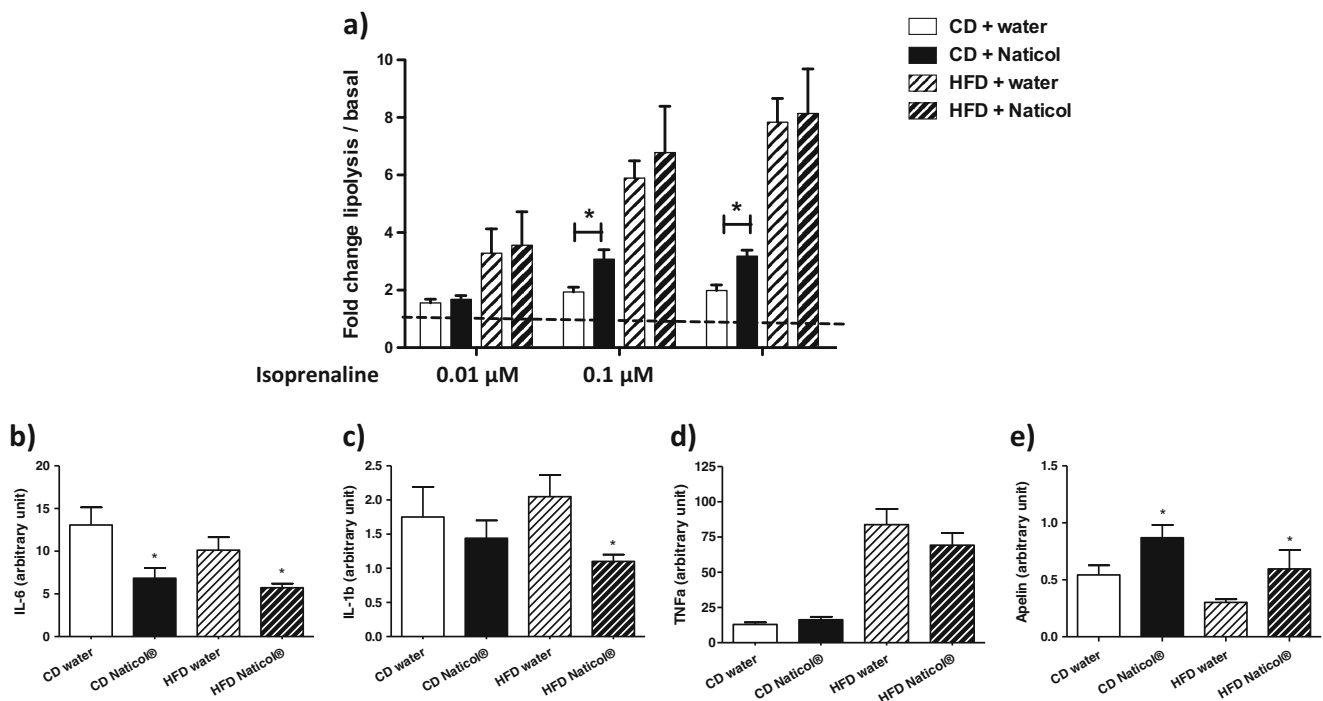 a)
CD + water
CD + Naticol
HFD + water
HFD + Naticol
Fold change lipolysis / basal
10
8
6
4
2
0
*
*
Isoprenaline 0.01 µM 0.1 µM
b)
IL-6 (arbitrary unit)
20
15
10
5
0
*
*
CD water
CD Naticol®
HFD water
HFD Naticol®
c)
IL-1b (arbitrary unit)
2.5
2.0
1.5
1.0
0.5
0.0
*
CD water
CD Naticol®
HFD water
HFD Naticol®
d)
TNFa (arbitrary unit)
125
100
75
50
25
0
CD water
CD Naticol®
HFD water
HFD Naticol®
e)
Apelin (arbitrary unit)
1.5
1.0
0.5
0.0
*
*
CD water
CD Naticol®
HFD water
HFD Naticol®